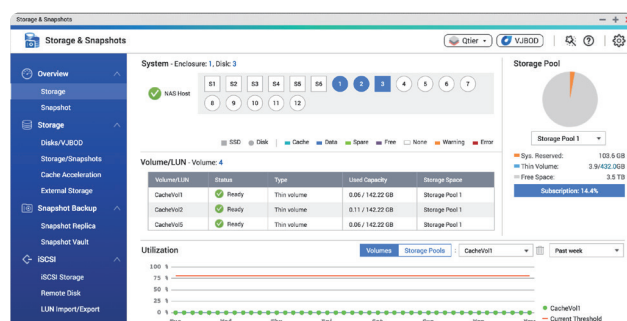 Storage & Snapshots
Storage & Snapshots
Qtier
VJBOD
Overview
Storage
Snapshot
Storage
Disks/VJBOD
Storage/Snapshots
Cache Acceleration
External Storage
Snapshot Backup
Snapshot Replica
Snapshot Vault
iSCSI
iSCSI Storage
Remote Disk
LUN Import/Export
System - Enclosure: 1, Disk: 3
NAS Host
S1 S2 S3 S4 S5 S6 1 2 3 4 5 6 7
8 9 10 11 12
SSD Disk Cache Data Spare Free None Warning Error
Volume/LUN - Volume: 4
Volume/LUN Status Type Used Capacity Storage Space
CacheVol1 Ready Thin volume 0.06 / 142.22 GB Storage Pool 1
CacheVol2 Ready Thin volume 0.11 / 142.22 GB Storage Pool 1
CacheVol5 Ready Thin volume 0.06 / 142.22 GB Storage Pool 1
Storage Pool
Storage Pool 1
Sys. Reserved: 103.6 GB
Thin Volume: 3.9/432.0GB
Free Space: 3.5 TB
Subscription: 14.4%
Utilization
Volumes Storage Pools : CacheVol1 Past week
100 %
75 %
50 %
25 %
0 %
CacheVol1
Current Threshold